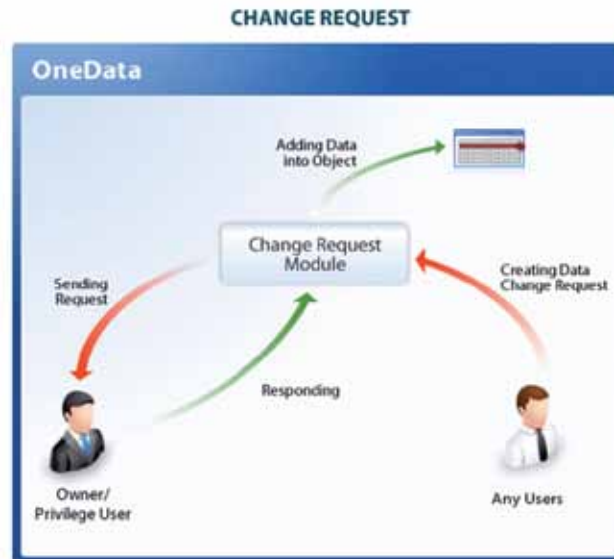 CHANGE REQUEST
OneData
Adding Data
into Object
Change Request
Module
Sending
Request
Creating Data
Change Request
Responding
Owner/
Privilege User
Any Users